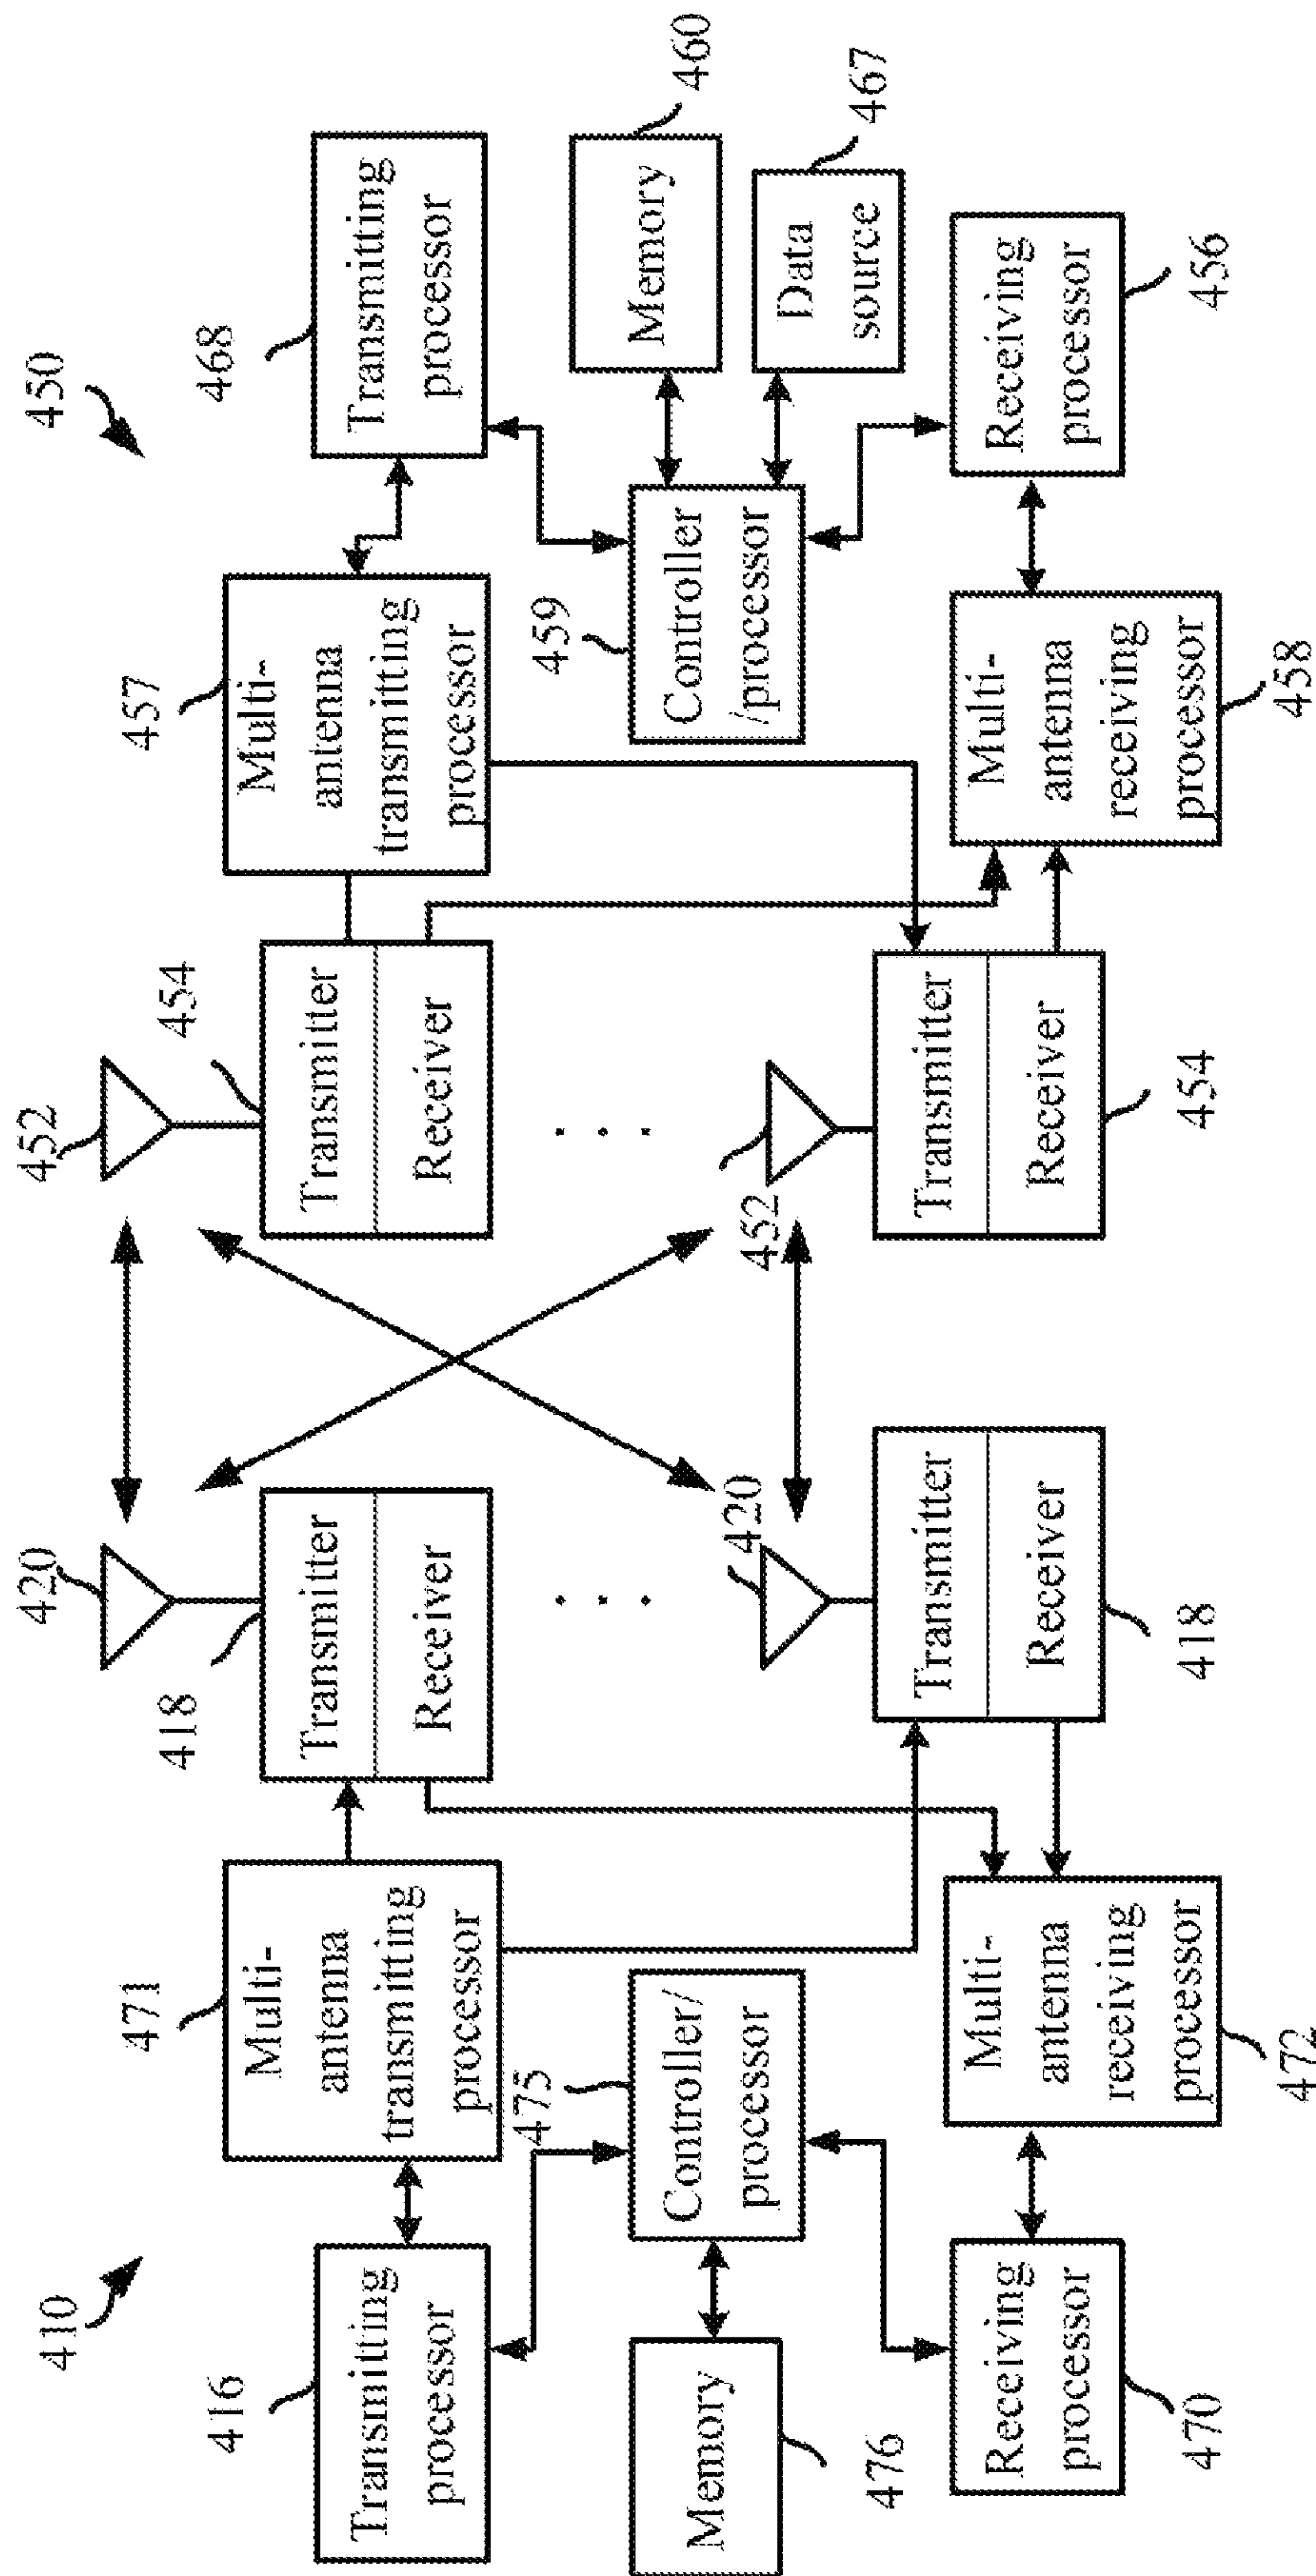 410
416
Transmitting
processor
471
Multi-
antenna
transmitting
processor
475
Controller/
processor
Memory
476
Receiving
processor
470
Multi-
antenna
receiving
processor
472
420
418
Transmitter
Receiver
. . .
420
Transmitter
Receiver
418
450
452
454
Transmitter
Receiver
. . .
452
Transmitter
Receiver
454
457
Multi-
antenna
transmitting
processor
468
Transmitting
processor
459
Controller
/processor
Memory
460
Data
source
467
Multi-
antenna
receiving
processor
458
Receiving
processor
456